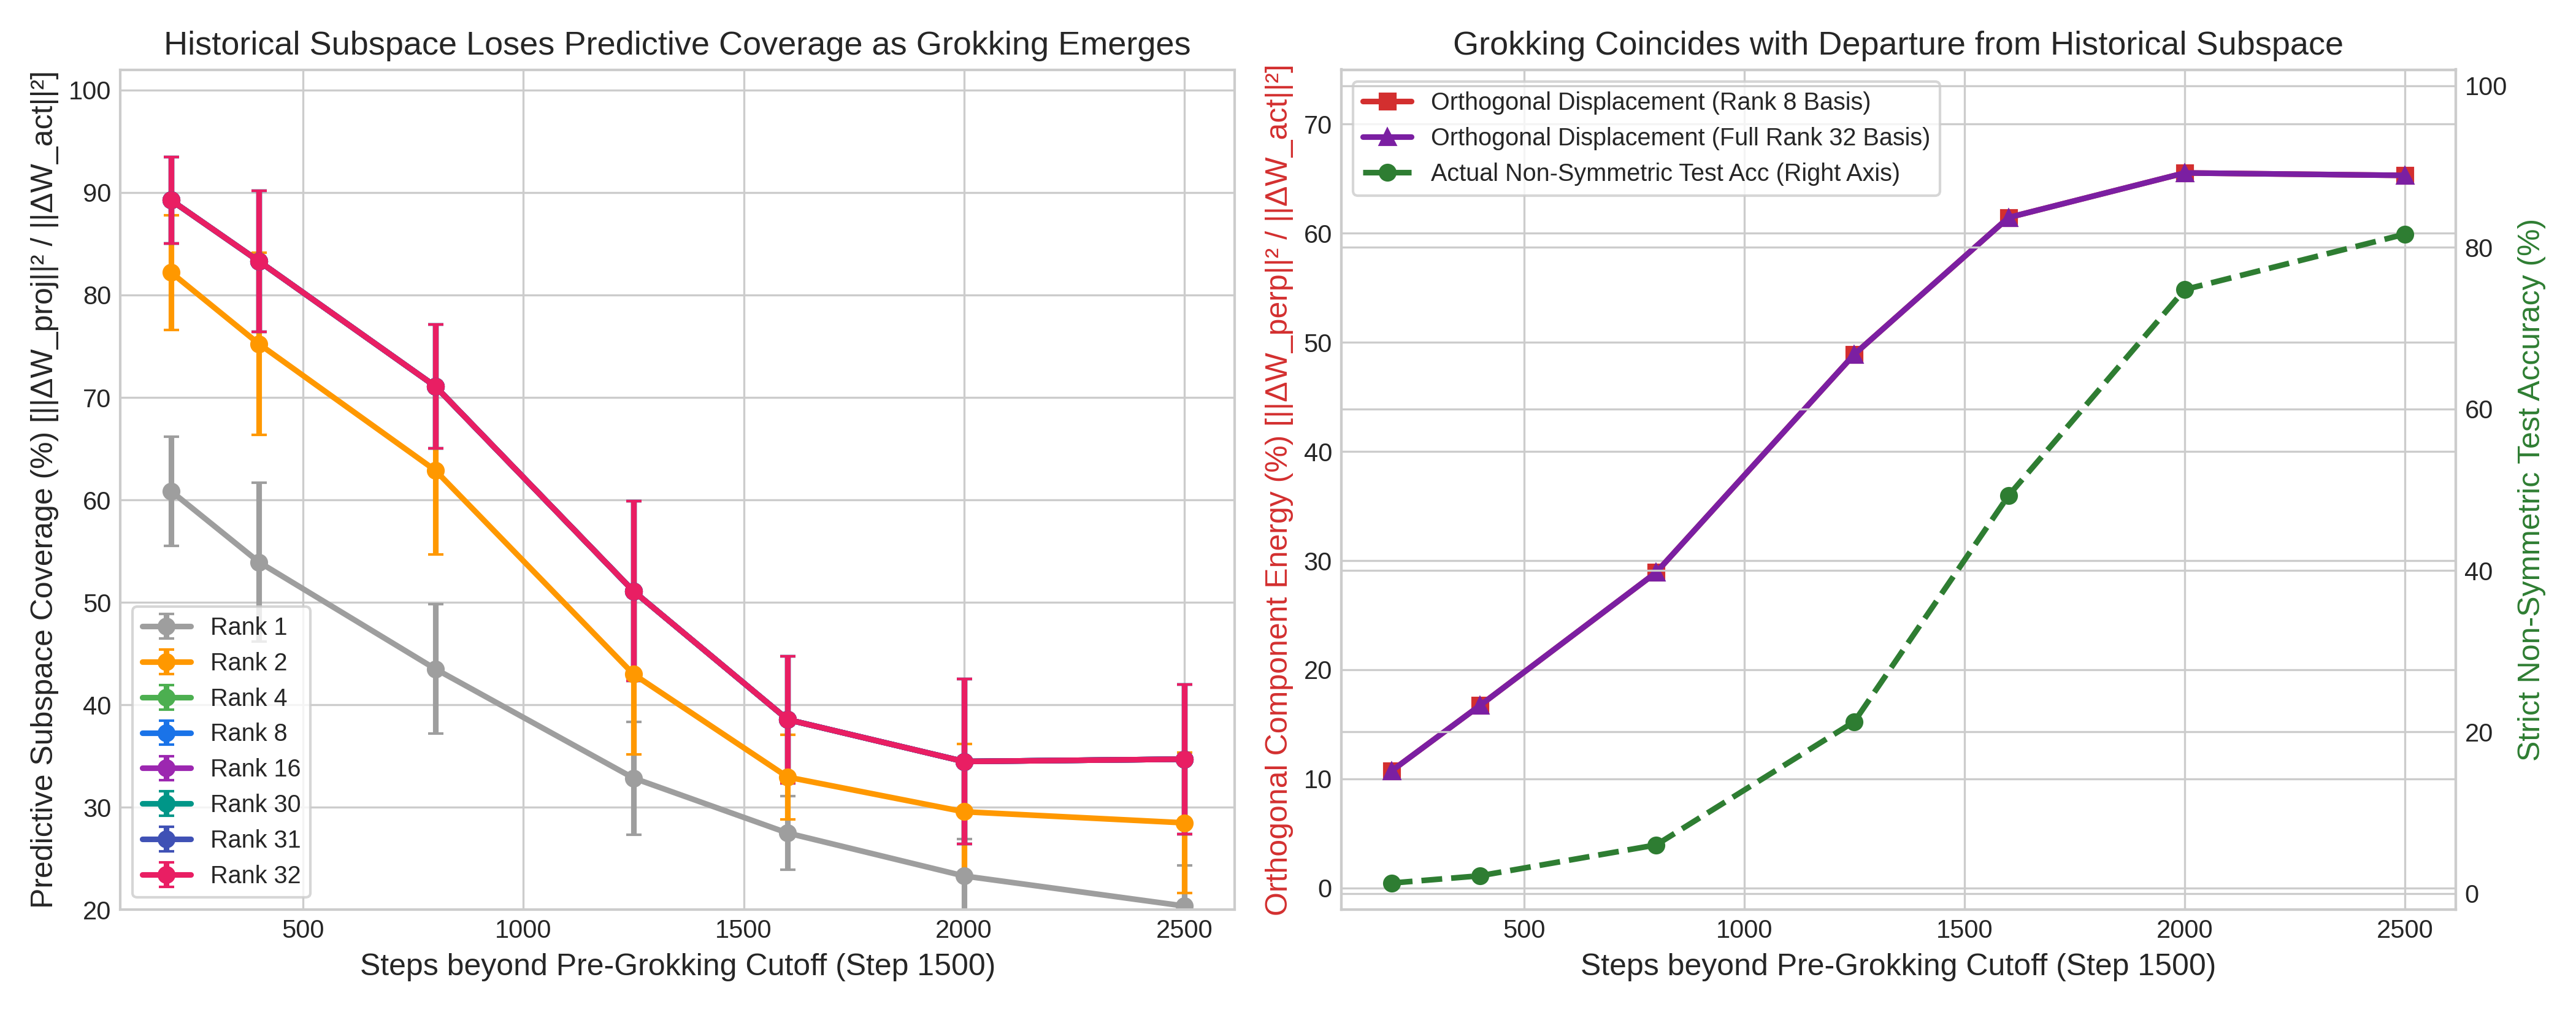 Historical Subspace Loses Predictive Coverage as Grokking Emerges
Predictive Subspace Coverage (%) [||ΔW_proj||² / ||ΔW_act||²]
100
90
80
70
60
50
40
30
20
Rank 1
Rank 2
Rank 4
Rank 8
Rank 16
Rank 30
Rank 31
Rank 32
500
1000
1500
2000
2500
Steps beyond Pre-Grokking Cutoff (Step 1500)
Grokking Coincides with Departure from Historical Subspace
Orthogonal Component Energy (%) [||ΔW_perp||² / ||ΔW_act||²]
70
60
50
40
30
20
10
0
Orthogonal Displacement (Rank 8 Basis)
Orthogonal Displacement (Full Rank 32 Basis)
Actual Non-Symmetric Test Acc (Right Axis)
100
80
60
40
20
0
Strict Non-Symmetric Test Accuracy (%)
500
1000
1500
2000
2500
Steps beyond Pre-Grokking Cutoff (Step 1500)